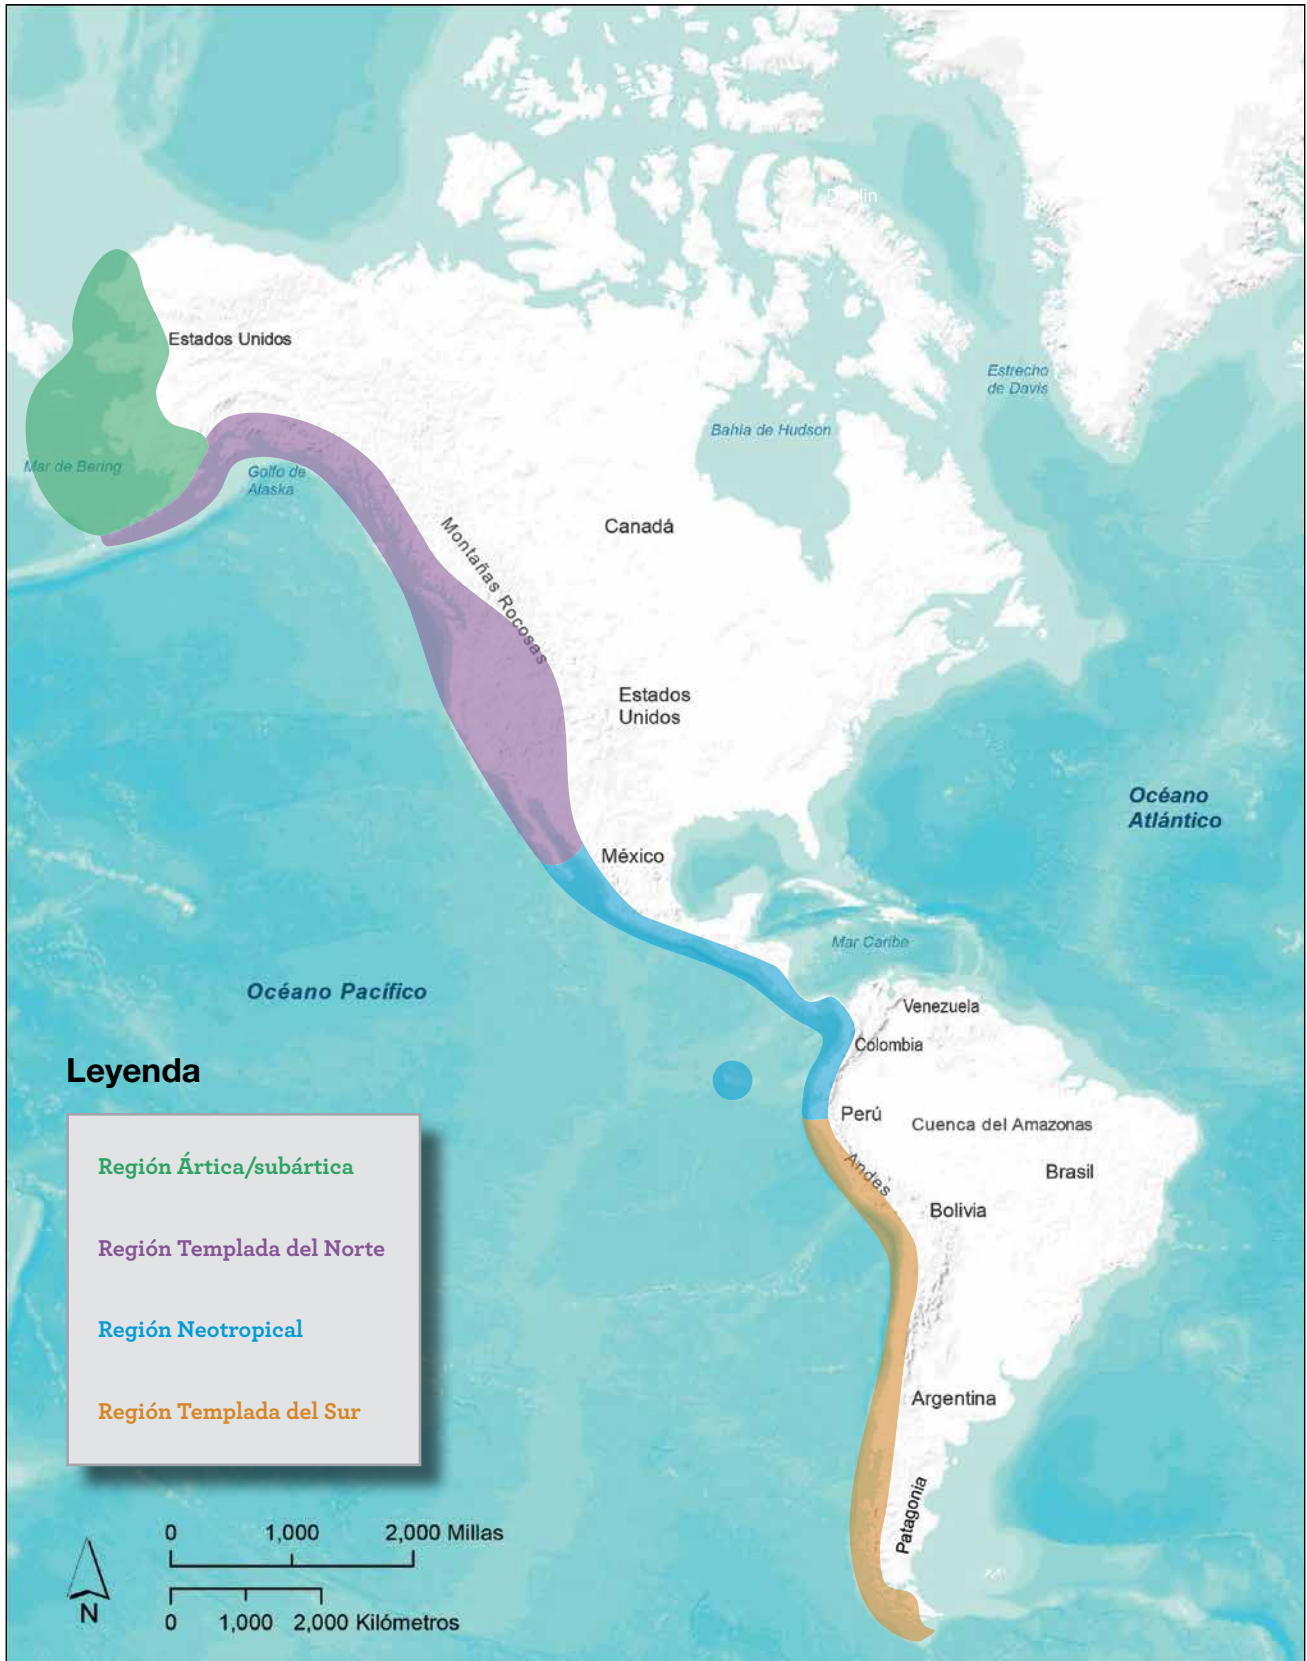 Estados Unidos
Estrecho
de Davis
Bahia de Hudson
Mar de Bering
Golfo de
Alaska
Canadá
Montañas Rocosas
Estados
Unidos
Océano
Atlántico
México
Mar Caribe
Océano Pacífico
Venezuela
Colombia
Leyenda
Perú
Cuenca del Amazonas
Andes
Brasil
Bolivia
Región Ártica/subártica
Región Templada del Norte
Región Neotropical
Región Templada del Sur
Argentina
Patagonia
0 1,000 2,000 Millas
N
0 1,000 2,000 Kilómetros